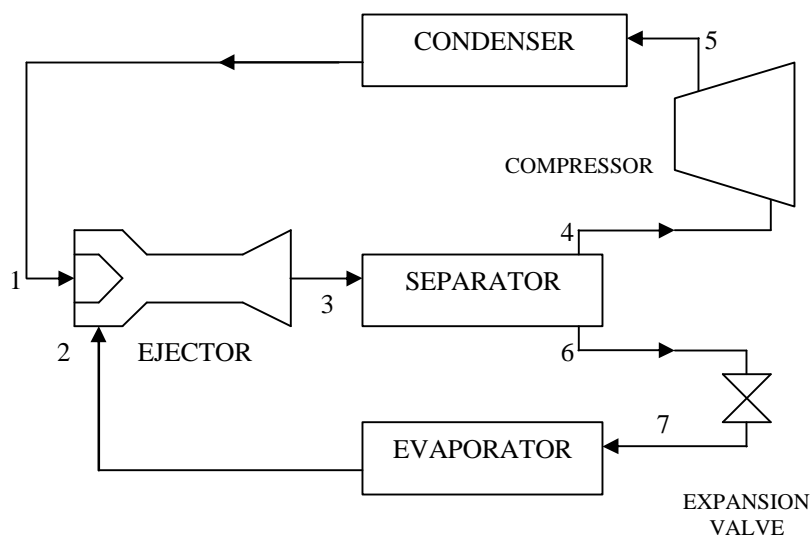 CONDENSER
5
COMPRESSOR
4
1
3
SEPARATOR
2
EJECTOR
6
7
EVAPORATOR
EXPANSION
VALVE